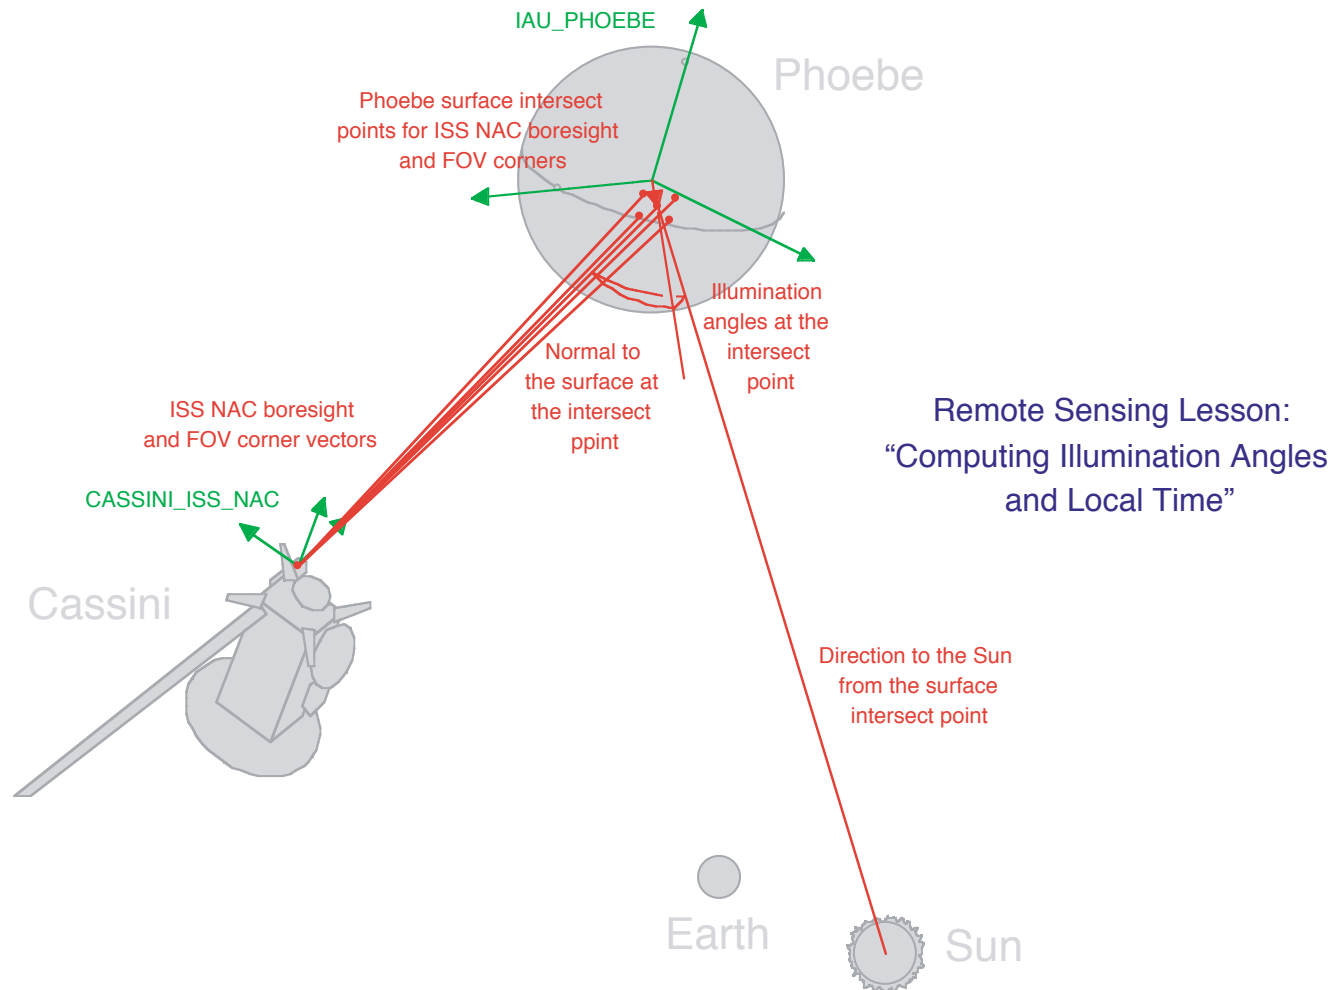 IAU_PHOEBE
Phoebe
Phoebe surface intersect
points for ISS NAC boresight
and FOV corners
Illumination
angles at the
intersect
point
Normal to
the surface at
the intersect
ppint
ISS NAC boresight
and FOV corner vectors
Remote Sensing Lesson:
“Computing Illumination Angles
and Local Time”
CASSINI_ISS_NAC
Cassini
Direction to the Sun
from the surface
intersect point
Earth
Sun